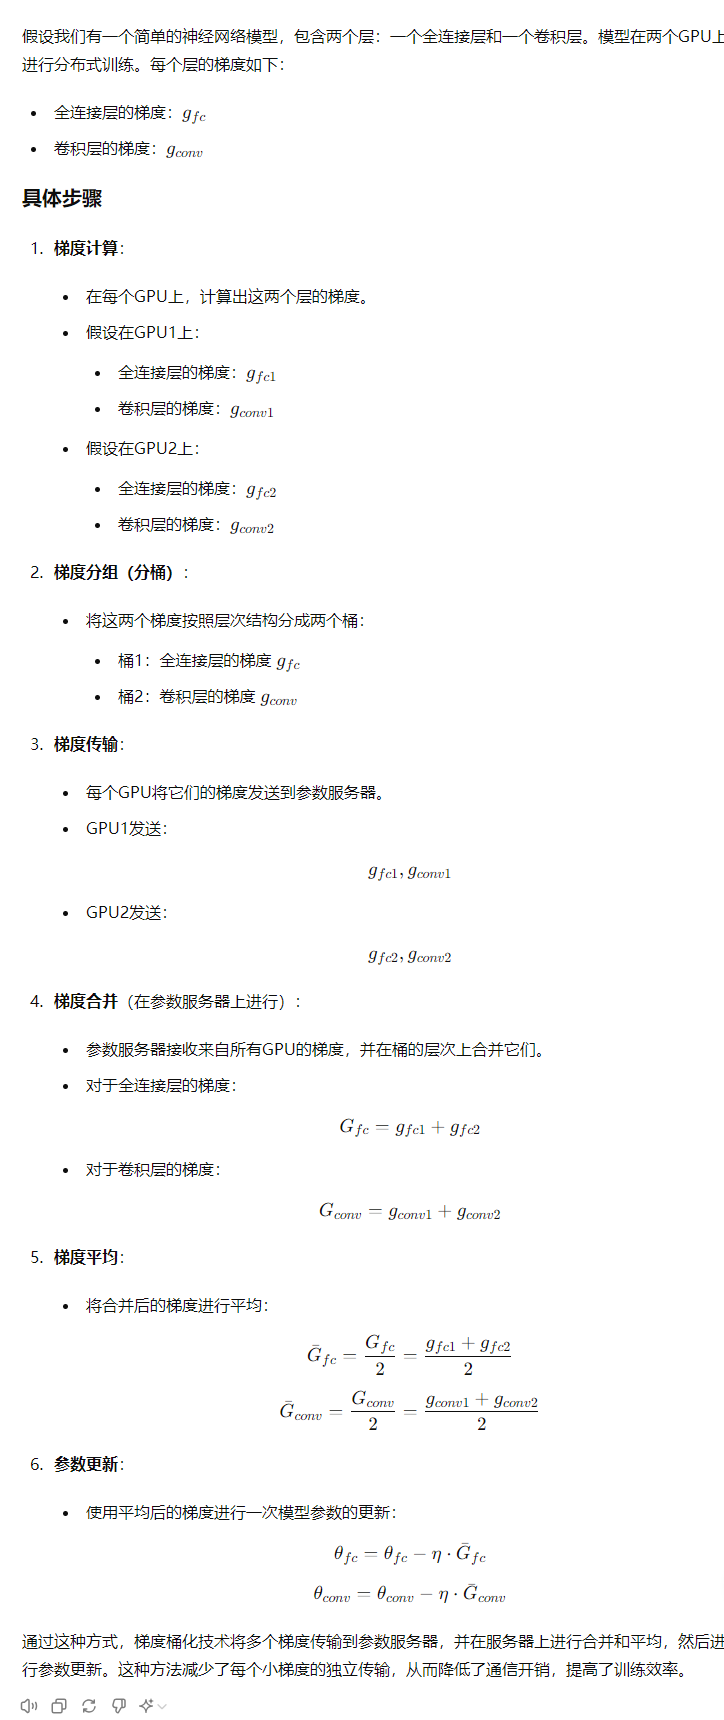 假设我们有一个简单的神经网络模型，包含两个层：一个全连接层和一个卷积层。模型在两个GPU上
进行分布式训练。每个层的梯度如下：
• 全连接层的梯度：g_{fc}
• 卷积层的梯度：g_{conv}
具体步骤
1. 梯度计算：
• 在每个GPU上，计算出这两个层的梯度。
• 假设在GPU1上：
• 全连接层的梯度：g_{fc1}
• 卷积层的梯度：g_{conv1}
• 假设在GPU2上：
• 全连接层的梯度：g_{fc2}
• 卷积层的梯度：g_{conv2}
2. 梯度分组（分桶）：
• 将这两个梯度按照层次结构分成两个桶：
• 桶1：全连接层的梯度 g_{fc}
• 桶2：卷积层的梯度 g_{conv}
3. 梯度传输：
• 每个GPU将它们的梯度发送到参数服务器。
• GPU1发送：
g_{fc1}, g_{conv1}
• GPU2发送：
g_{fc2}, g_{conv2}
4. 梯度合并（在参数服务器上进行）：
• 参数服务器接收来自所有GPU的梯度，并在桶的层次上合并它们。
• 对于全连接层的梯度：
G_{fc} = g_{fc1} + g_{fc2}
• 对于卷积层的梯度：
G_{conv} = g_{conv1} + g_{conv2}
5. 梯度平均：
• 将合并后的梯度进行平均：
\bar{G}_{fc} = \frac{G_{fc}}{2} = \frac{g_{fc1} + g_{fc2}}{2}
\bar{G}_{conv} = \frac{G_{conv}}{2} = \frac{g_{conv1} + g_{conv2}}{2}
6. 参数更新：
• 使用平均后的梯度进行一次模型参数的更新：
θ_{fc} = θ_{fc} − η · \bar{G}_{fc}
θ_{conv} = θ_{conv} − η · \bar{G}_{conv}
通过这种方式，梯度桶化技术将多个梯度传输到参数服务器，并在服务器上进行合并和平均，然后进
行参数更新。这种方法减少了每个小梯度的独立传输，从而降低了通信开销，提高了训练效率。